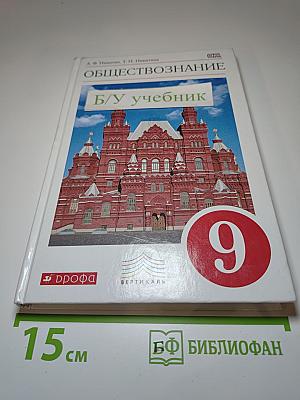 А. Ф. Никитин, Т. И. Никитина
ОБЩЕСТВОЗНАНИЕ
Б/У учебник
9
дрофа
ВЕРТИКАЛЬ
15 см
БФ БИБЛИОФАН